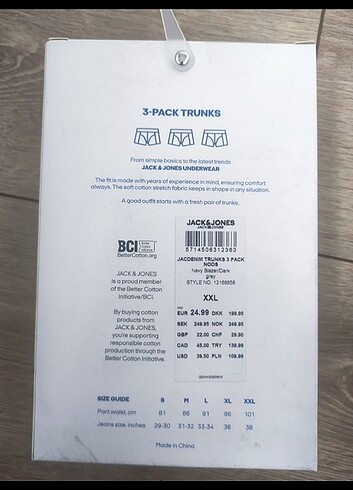 3-PACK TRUNKS
From simple basics to the latest trends
JACK & JONES UNDERWEAR
The fit is made with years of experience in mind, ensuring comfort
always. The soft cotton stretch fabric keeps in shape in any situation.
A good outfit starts with a fresh pair of trunks.
BCI
BetterCotton.org
JACK & JONES
is a proud member
of the Better Cotton
Initiative/BCI.
By buying cotton
products from
JACK & JONES,
you're supporting
responsible cotton
production through the
Better Cotton Initiative.
JACK&JONES
JACK&JONES
5714506312363
JACDENIM TRUNKS 3 PACK
NOOS
Navy Blazer/Dark
grey
STYLE NO: 12166858
XXL
EUR 24.99 DKK 199.95
SEK 249.95 NOK 249.95
GBP 22.00 CHF 29.90
CAD 45.00 TRY 139.99
USD 39.50 PLN 109.99
SIZE GUIDE S M L XL XXL
Pant waist, cm 81 86 91 96 101
Jeans size, inches 29-30 31-32 33-34 36 38
Made in China